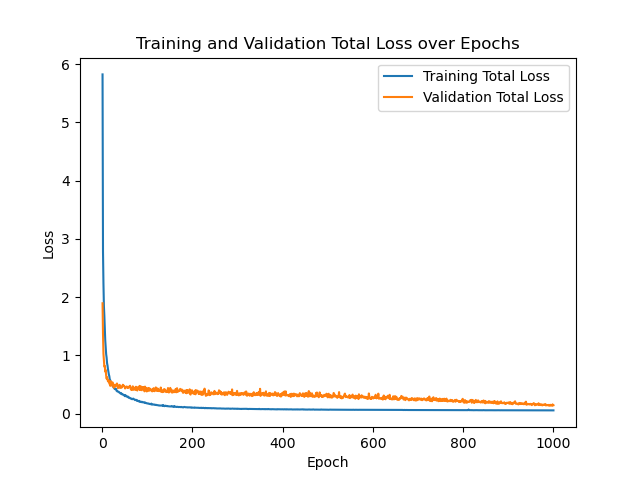 Training and Validation Total Loss over Epochs
Training Total Loss
Validation Total Loss
Loss
6
5
4
3
2
1
0
0 200 400 600 800 1000
Epoch